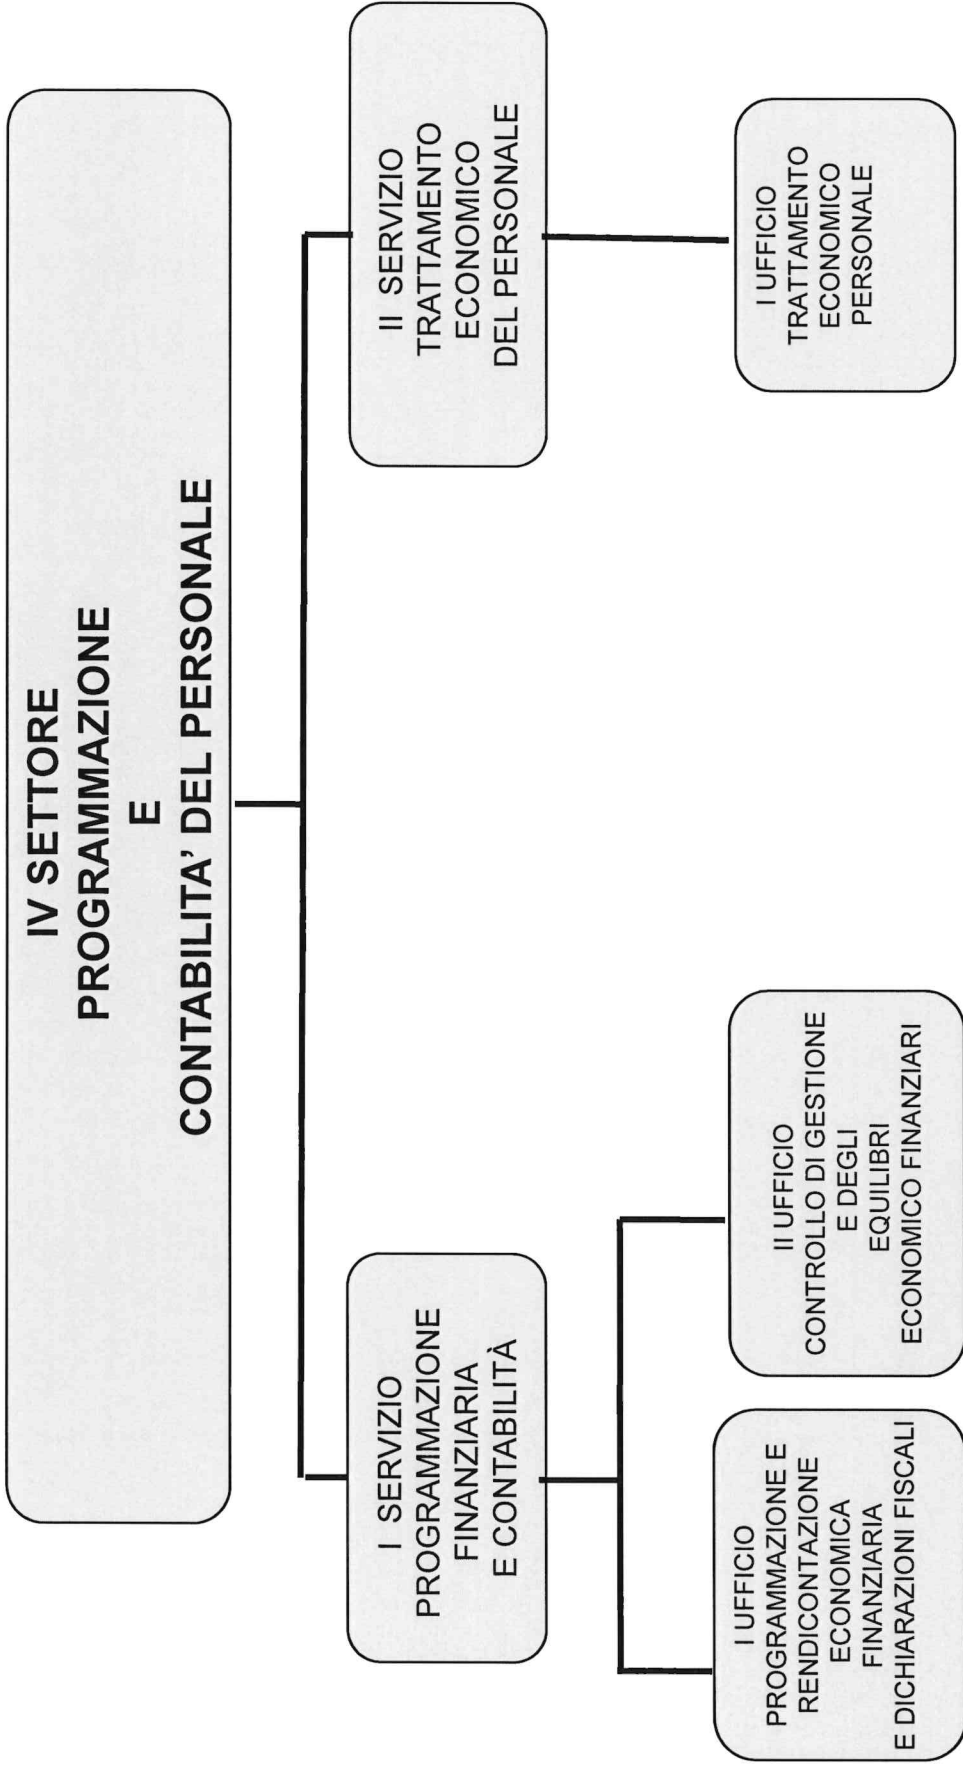 IV SETTORE
PROGRAMMAZIONE
E
CONTABILITA' DEL PERSONALE
I SERVIZIO
PROGRAMMAZIONE
FINANZIARIA
E CONTABILITÀ
II SERVIZIO
TRATTAMENTO
ECONOMICO
DEL PERSONALE
I UFFICIO
PROGRAMMAZIONE E
RENDICONTAZIONE
ECONOMICA
FINANZIARIA
E DICHIARAZIONI FISCALI
II UFFICIO
CONTROLLO DI GESTIONE
E DEGLI
EQUILIBRI
ECONOMICO FINANZIARI
I UFFICIO
TRATTAMENTO
ECONOMICO
PERSONALE